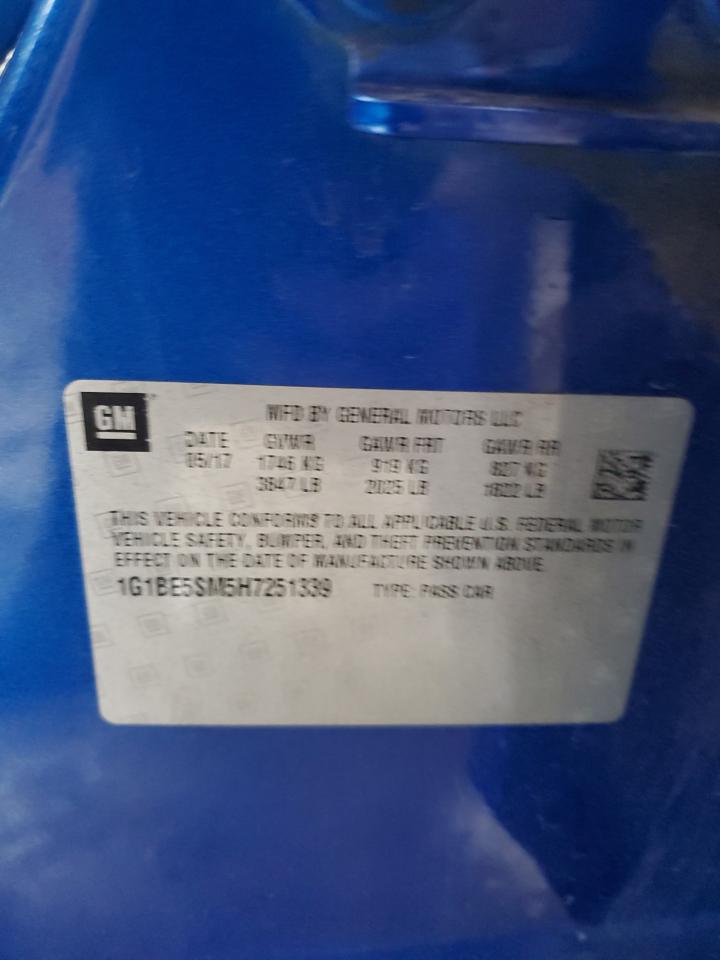 GM
MFD BY GENERAL MOTORS LLC
DATE GVWR GAWR FRT GAWR RR
05/17 1746 KG 919 KG 827 KG
3847 LB 2025 LB 1822 LB
THIS VEHICLE CONFORMS TO ALL APPLICABLE U.S. FEDERAL MOTOR
VEHICLE SAFETY, BUMPER, AND THEFT PREVENTION STANDARDS IN
EFFECT ON THE DATE OF MANUFACTURE SHOWN ABOVE.
1G1BE5SM5H7251339 TYPE: PASS CAR